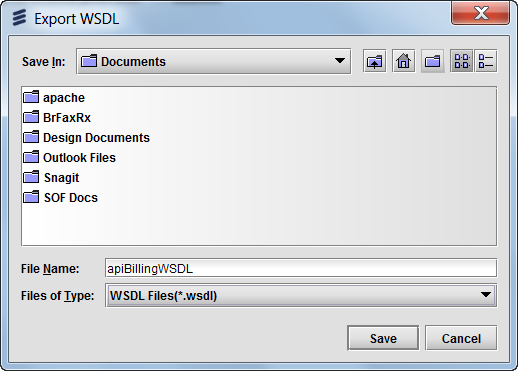 Export WSDL
Save In: Documents
apache
BrFaxRx
Design Documents
Outlook Files
Snagit
SOF Docs
File Name: apiBillingWSDL
Files of Type: WSDL Files(*.wsdl)
Save Cancel